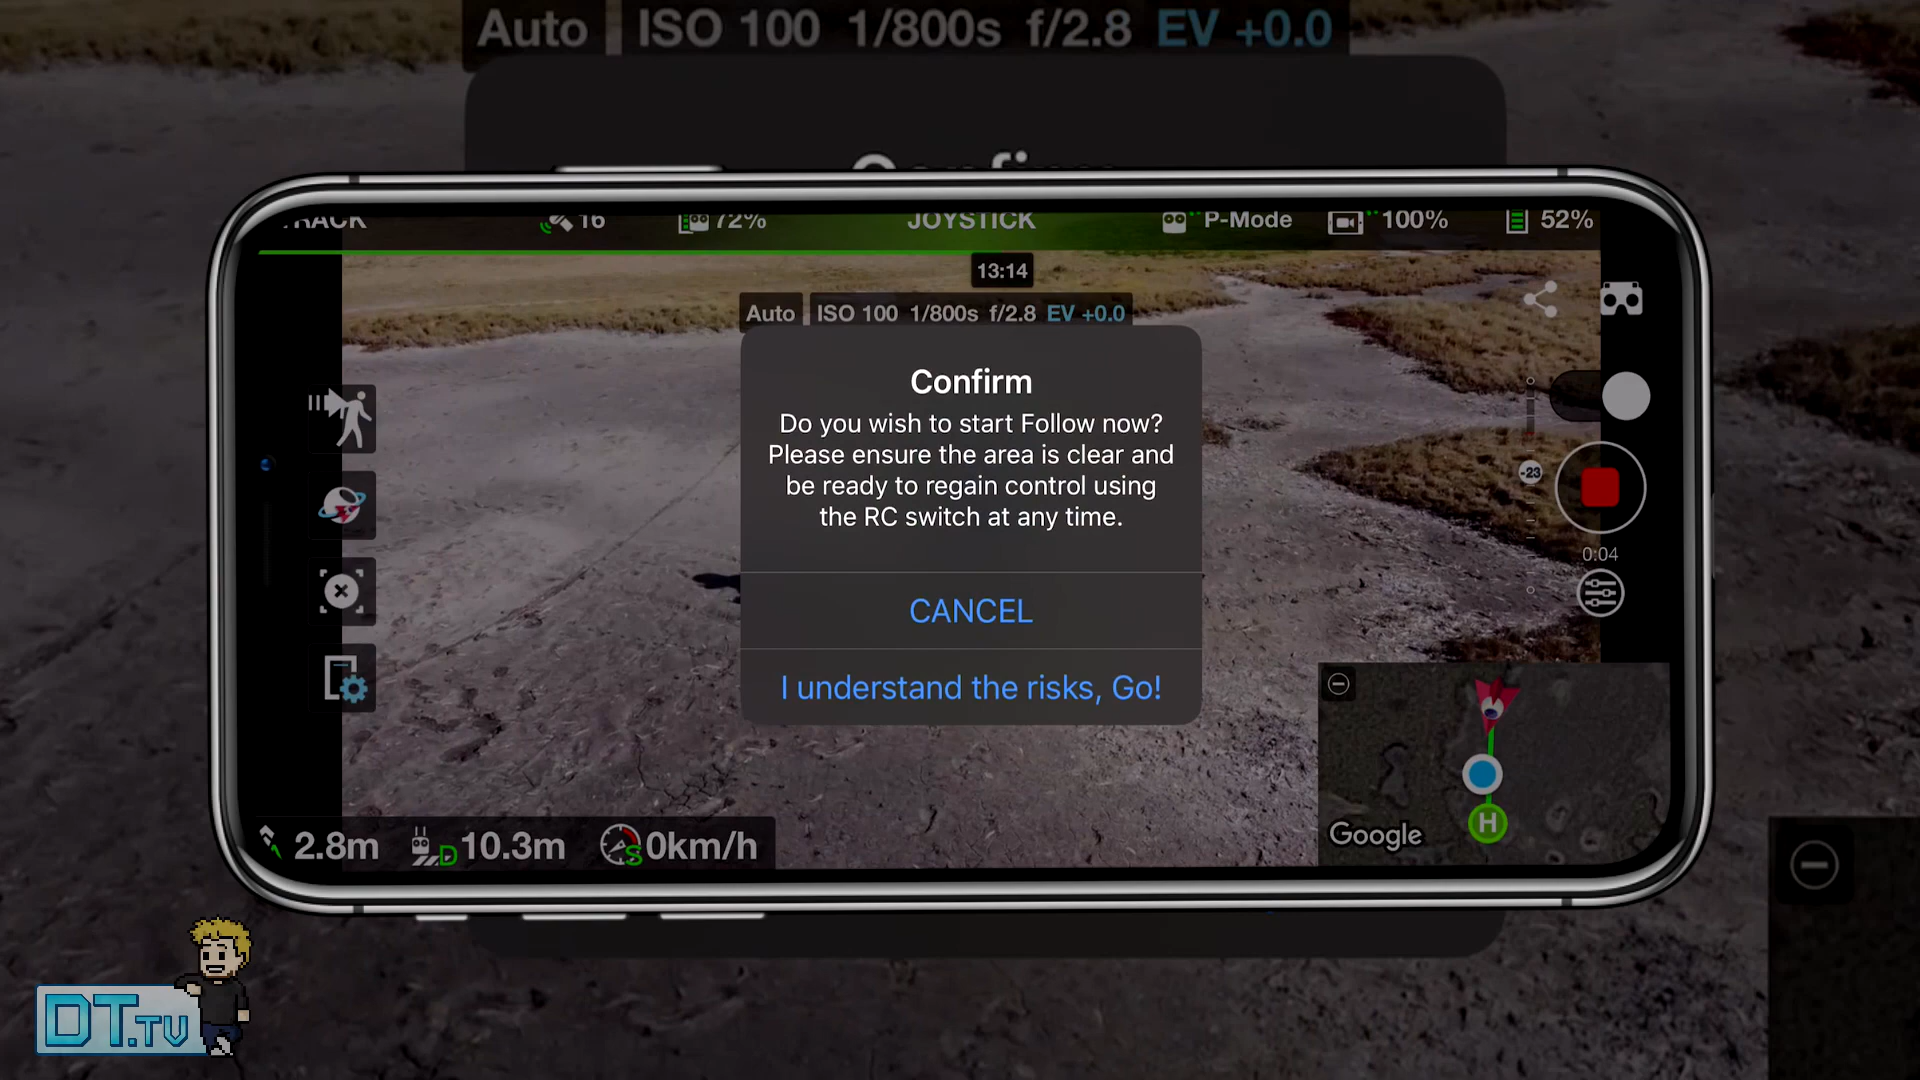 Auto ISO 100 1/800s f/2.8 EV +0.0
16 72% JOYSTICK P-Mode 100% 52%
13:14
Auto ISO 100 1/800s f/2.8 EV +0.0
Confirm
Do you wish to start Follow now?
Please ensure the area is clear and
be ready to regain control using
the RC switch at any time.
CANCEL
I understand the risks, Go!
-23
0:04
H
Google
2.8m D 10.3m S 0km/h
DT.TV